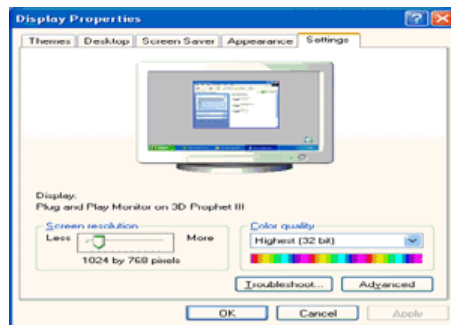 Display Properties
Themes Desktop Screen Saver Appearance Settings
Display:
Plug and Play Monitor on 3D Prophet III
Screen resolution
Less More
1024 by 768 pixels
Color quality
Highest (32 bit)
Troubleshoot... Advanced
OK Cancel Apply